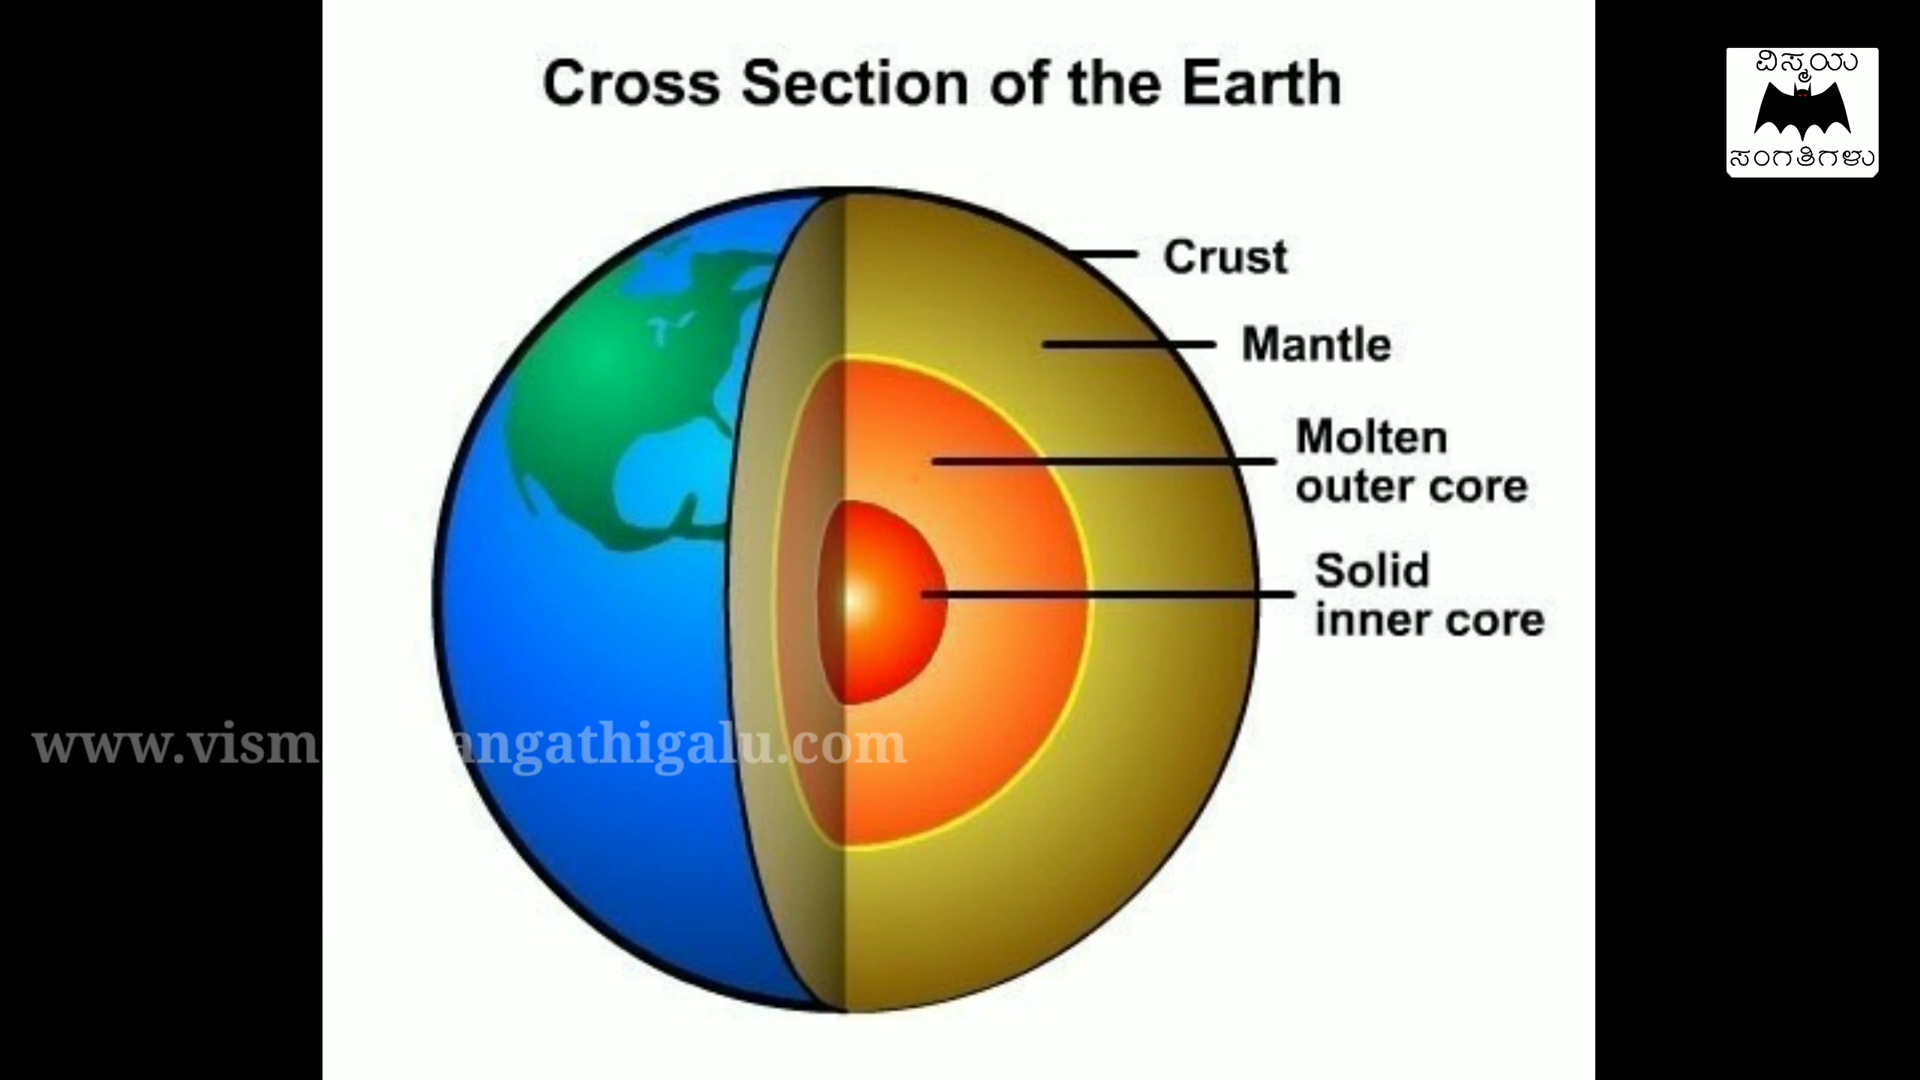 Cross Section of the Earth
ವಿಸ್ಮಯ
ಸಂಗತಿಗಳು
Crust
Mantle
Molten
outer core
Solid
inner core